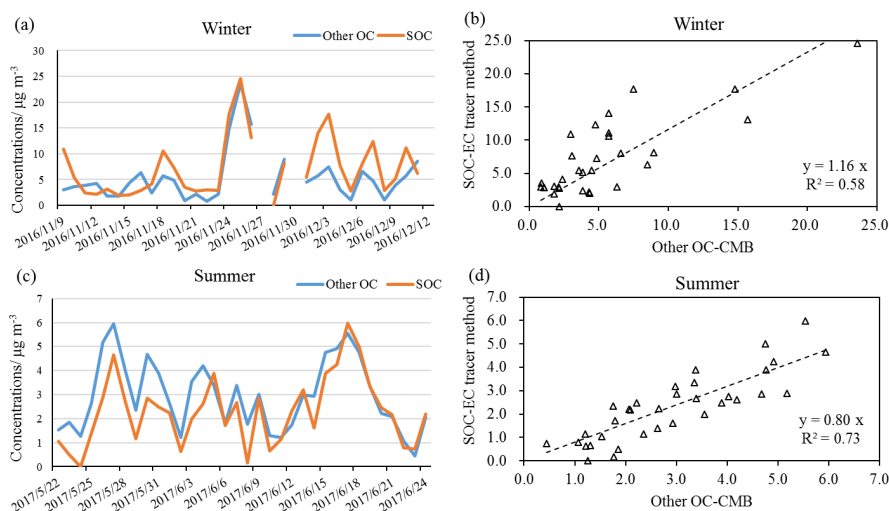 (a)
Winter
Other OC
SOC
Concentrations/ μg m-3
30
25
20
15
10
5
0
2016/11/9
2016/11/12
2016/11/15
2016/11/18
2016/11/21
2016/11/24
2016/11/27
2016/11/30
2016/12/3
2016/12/6
2016/12/9
2016/12/12
(b)
Winter
SOC-EC tracer method
25.0
20.0
15.0
10.0
5.0
0.0
y = 1.16 x
R² = 0.58
0.0 5.0 10.0 15.0 20.0 25.0
Other OC-CMB
(c)
Summer
Other OC
SOC
Concentrations/ μg m-3
7
6
5
4
3
2
1
0
2017/5/22
2017/5/25
2017/5/28
2017/5/31
2017/6/3
2017/6/6
2017/6/9
2017/6/12
2017/6/15
2017/6/18
2017/6/21
2017/6/24
(d)
Summer
SOC-EC tracer method
7.0
6.0
5.0
4.0
3.0
2.0
1.0
0.0
y = 0.80 x
R² = 0.73
0.0 1.0 2.0 3.0 4.0 5.0 6.0 7.0
Other OC-CMB